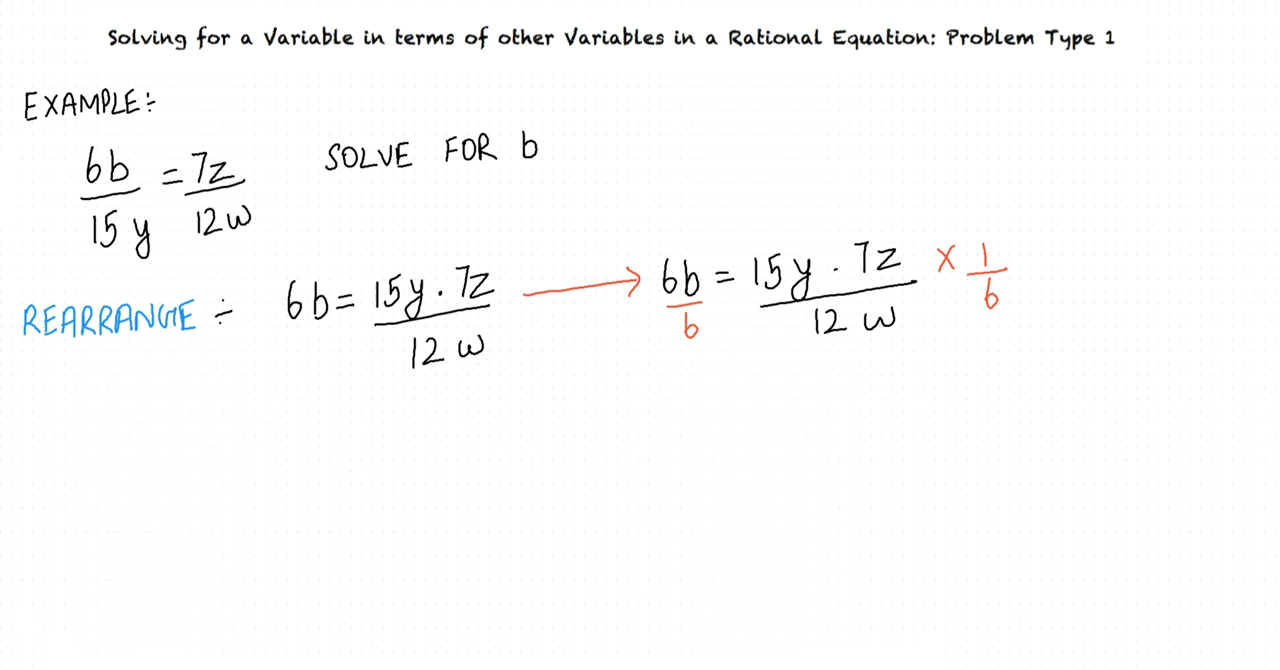 Solving for a Variable in terms of other Variables in a Rational Equation: Problem Type 1
EXAMPLE:-
6b/15y = 7z/12w SOLVE FOR b
REARRANGE :- 6b = 15y . 7z/12w → 6b/6 = 15y . 7z/12w × 1/6